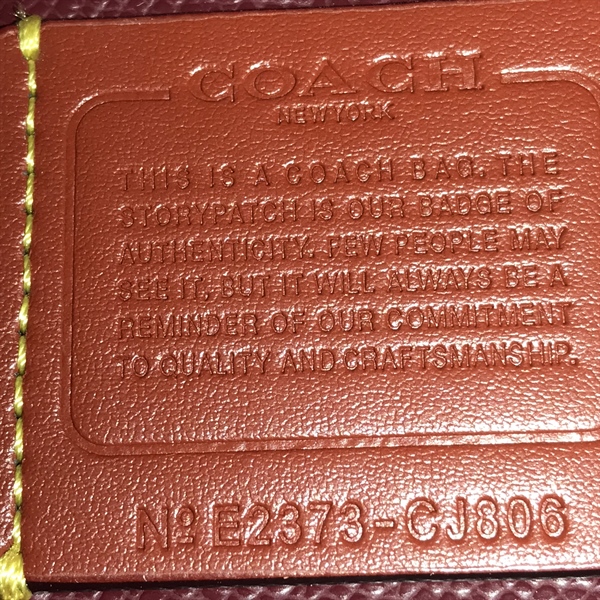 COACH
NEW YORK
THIS IS A COACH BAG. THE
STORYPATCH IS OUR BADGE OF
AUTHENTICITY. FEW PEOPLE MAY
SEE IT. BUT IT WILL ALWAYS BE A
REMINDER OF OUR COMMITMENT
TO QUALITY AND CRAFTSMANSHIP.
Nº E2373-CJ806